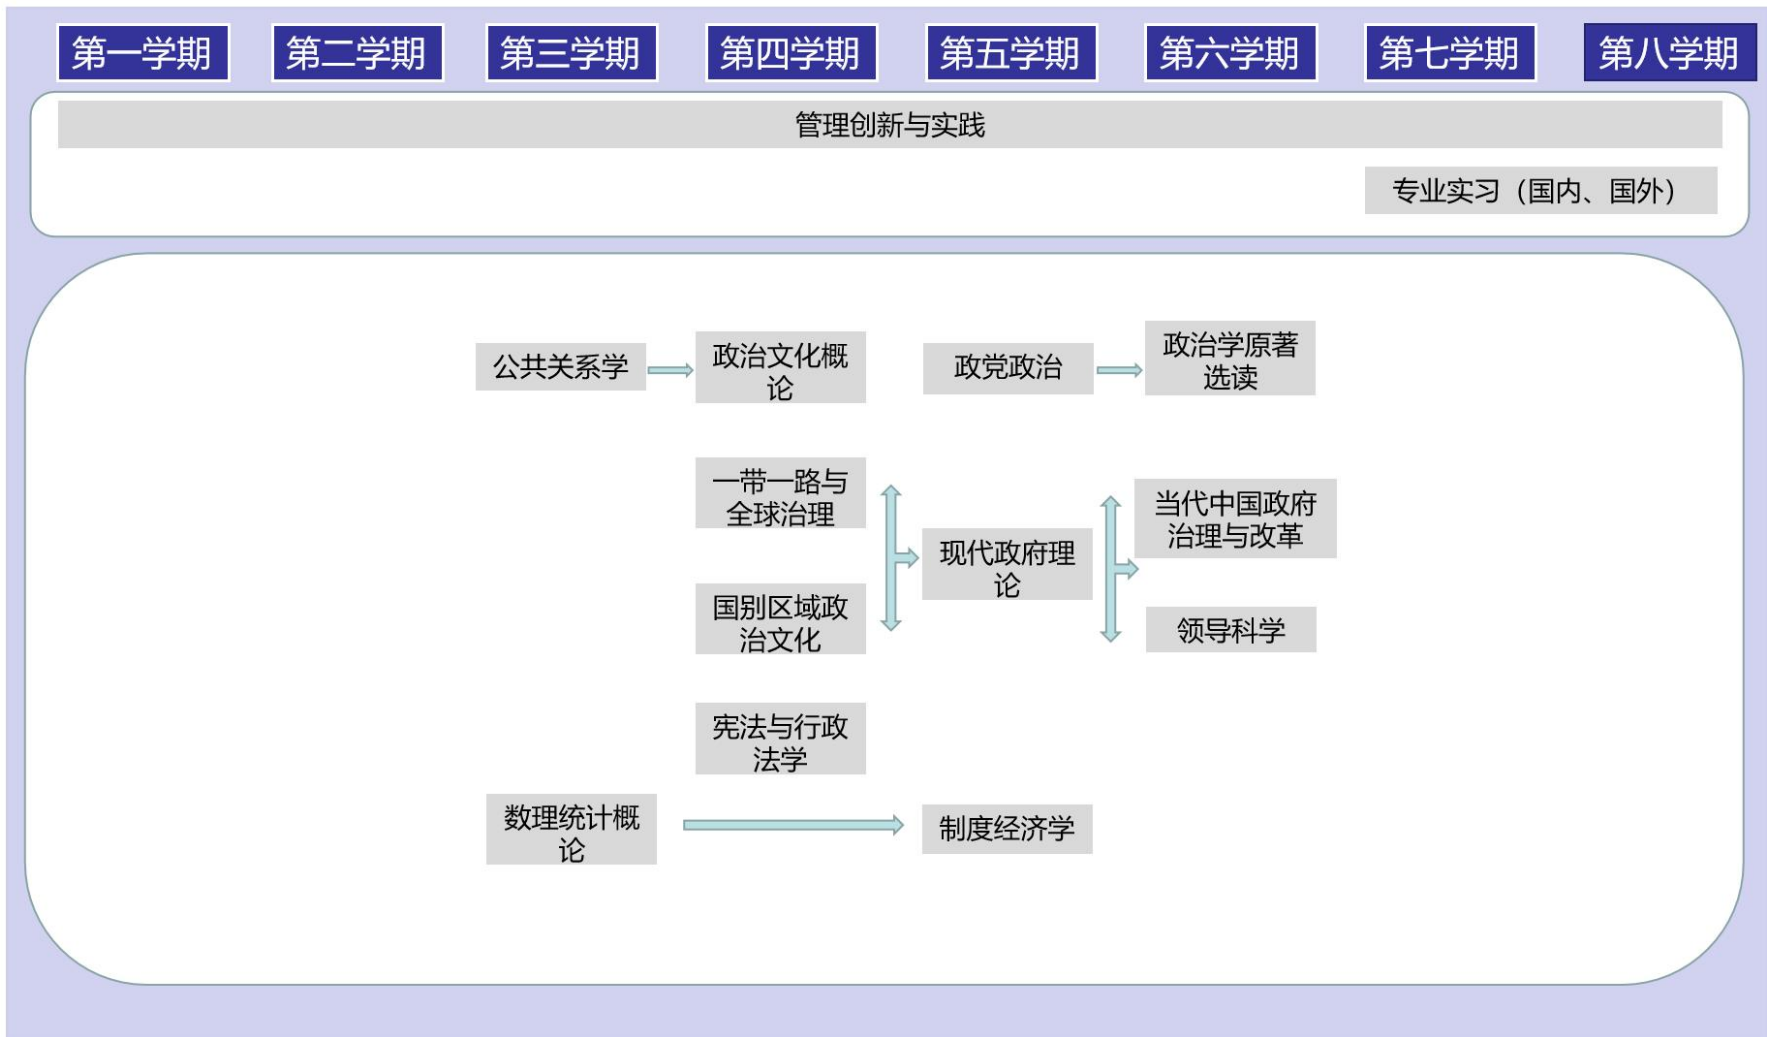 第一学期
第二学期
第三学期
第四学期
第五学期
第六学期
第七学期
第八学期
管理创新与实践
专业实习（国内、国外）
公共关系学
政治文化概
论
政党政治
政治学原著
选读
一带一路与
全球治理
国别区域政
治文化
现代政府理
论
当代中国政府
治理与改革
领导科学
宪法与行政
法学
数理统计概
论
制度经济学